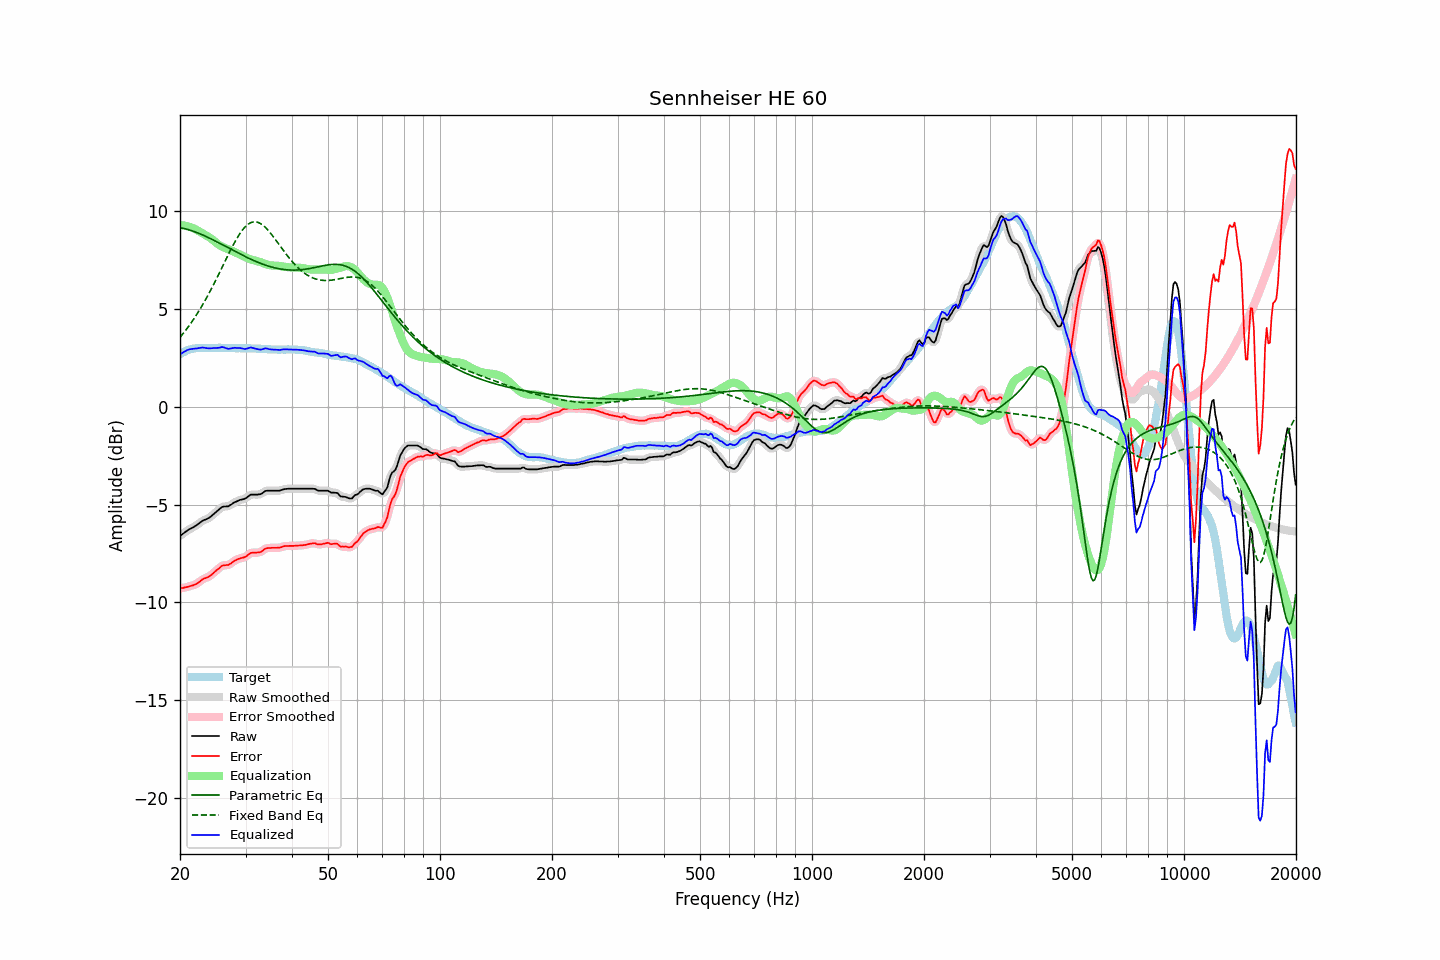 Sennheiser HE 60
Amplitude (dBr)
10
5
0
−5
−10
−15
−20
Target
Raw Smoothed
Error Smoothed
Raw
Error
Equalization
Parametric Eq
Fixed Band Eq
Equalized
20 50 100 200 500 1000 2000 5000 10000 20000
Frequency (Hz)